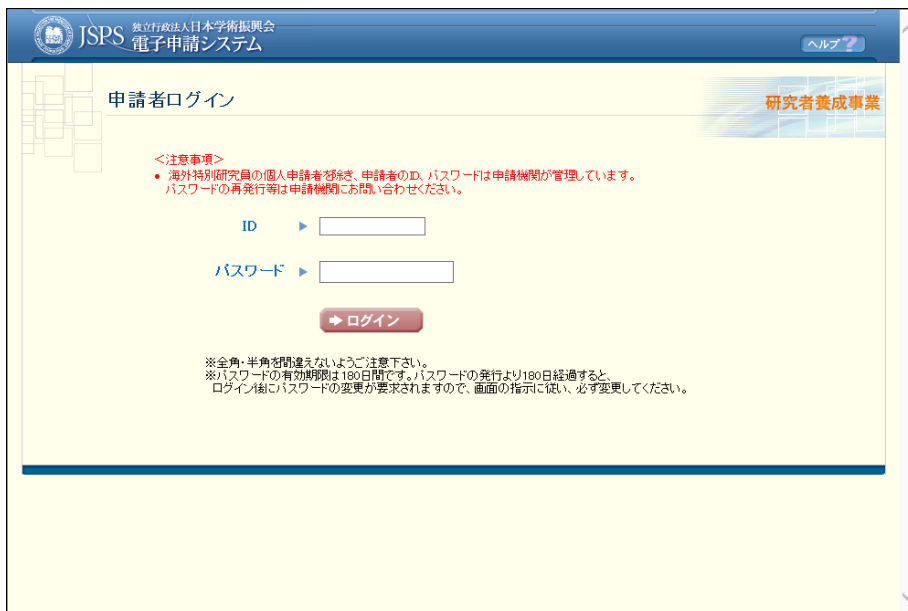 JSPS 独立行政法人日本学術振興会
電子申請システム
ヘルプ ?
申請者ログイン
研究者養成事業
＜注意事項＞
● 海外特別研究員の個人申請者を除き、申請者のID、パスワードは申請機関が管理しています。
パスワードの再発行等は申請機関にお問い合わせください。
ID
パスワード
ログイン
※全角・半角を間違えないようご注意下さい。
※パスワードの有効期限は180日間です。パスワードの発行より180日経過すると、
ログイン後にパスワードの変更が要求されますので、画面の指示に従い、必ず変更してください。